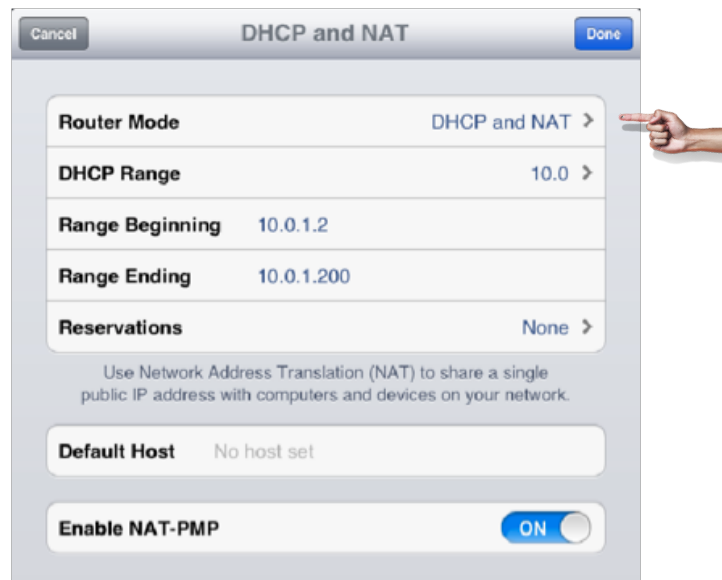 Cancel DHCP and NAT Done
Router Mode DHCP and NAT
DHCP Range 10.0
Range Beginning 10.0.1.2
Range Ending 10.0.1.200
Reservations None
Use Network Address Translation (NAT) to share a single
public IP address with computers and devices on your network.
Default Host No host set
Enable NAT-PMP ON